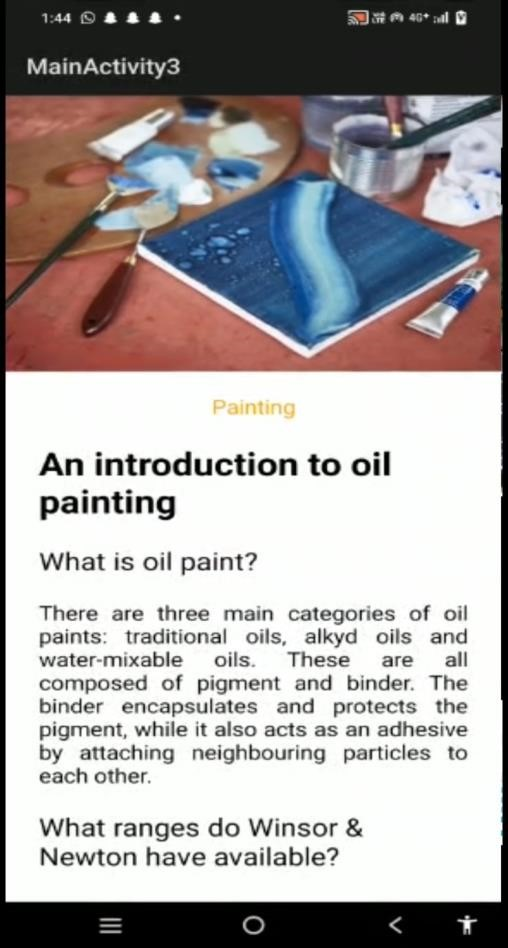 1:44
4G+
MainActivity3
Painting
An introduction to oil
painting
What is oil paint?
There are three main categories of oil
paints: traditional oils, alkyd oils and
water-mixable oils. These are all
composed of pigment and binder. The
binder encapsulates and protects the
pigment, while it also acts as an adhesive
by attaching neighbouring particles to
each other.
What ranges do Winsor &
Newton have available?